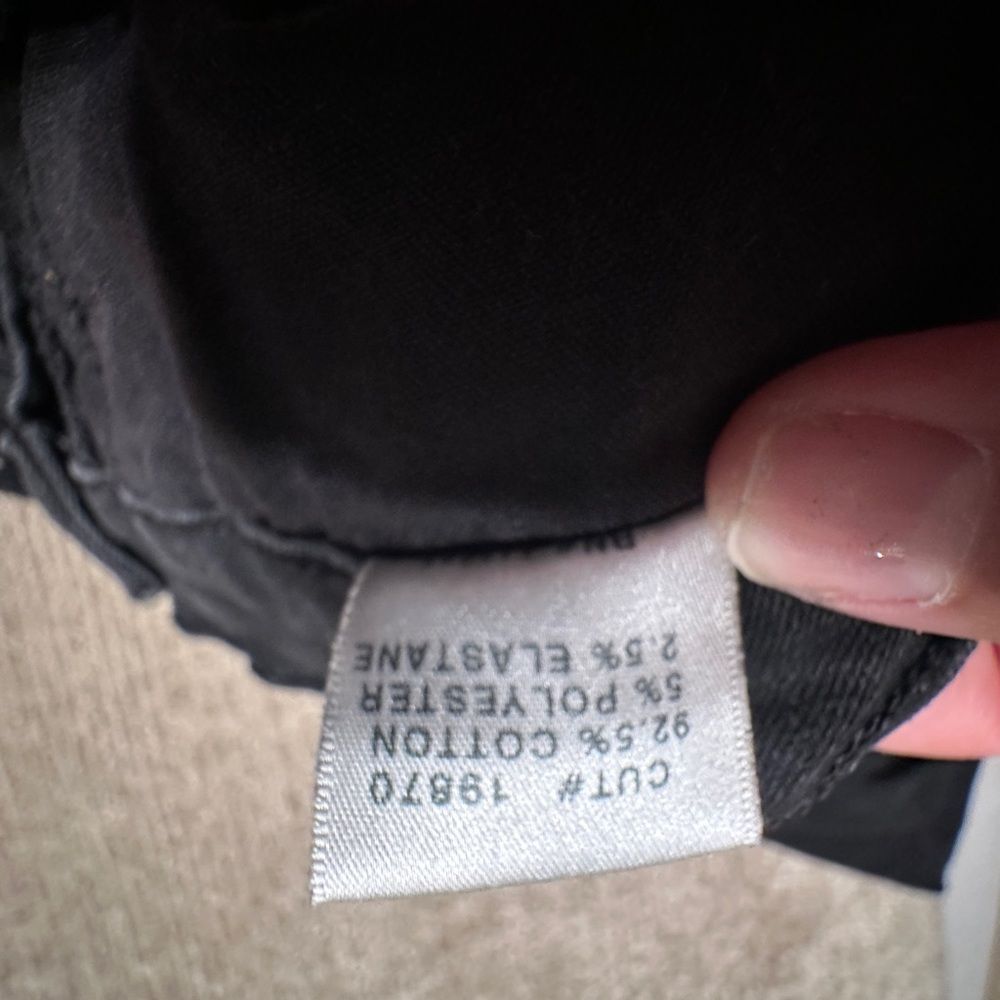 CUT# 19870
92.5% COTTON
5% POLYESTER
2.5% ELASTANE